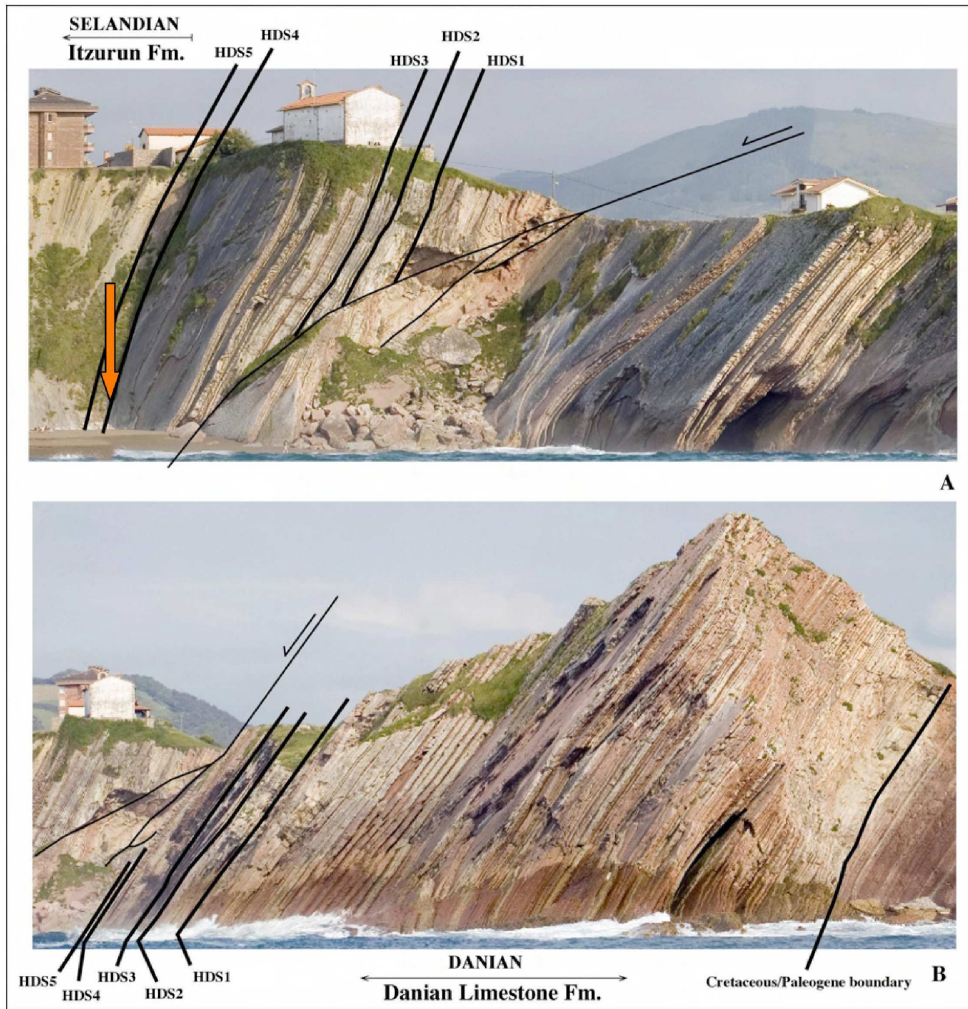 SELANDIAN
Itzurun Fm.
HDS5
HDS4
HDS3
HDS2
HDS1
A
HDS5
HDS4
HDS3
HDS2
HDS1
DANIAN
Danian Limestone Fm.
Cretaceous/Paleogene boundary
B